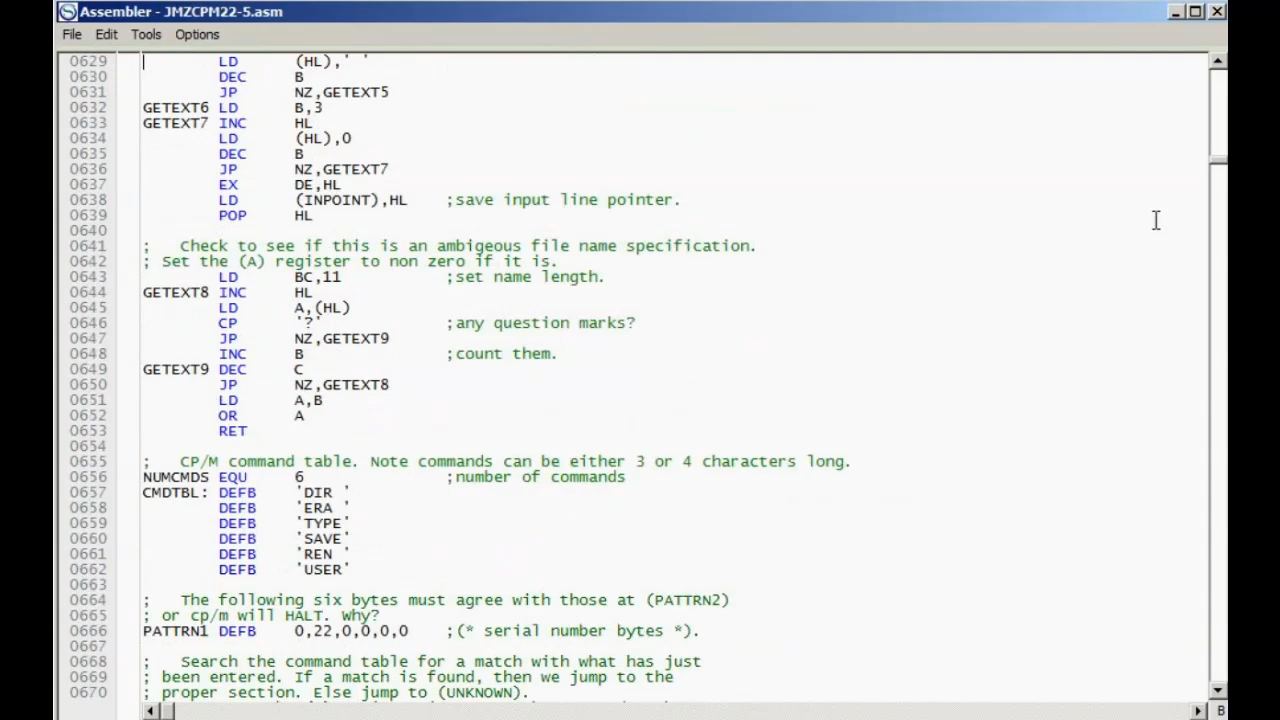 Assembler - JMZCPM22-5.asm
File Edit Tools Options
0629 LD (HL),' '
0630 DEC B
0631 JP NZ,GETEXT5
0632 GETEXT6 LD B,3
0633 GETEXT7 INC HL
0634 LD (HL),0
0635 DEC B
0636 JP NZ,GETEXT7
0637 EX DE,HL
0638 LD (INPOINT),HL ;save input line pointer.
0639 POP HL
0640
0641 ; Check to see if this is an ambigeous file name specification.
0642 ; Set the (A) register to non zero if it is.
0643 LD BC,11 ;set name length.
0644 GETEXT8 INC HL
0645 LD A,(HL)
0646 CP '?' ;any question marks?
0647 JP NZ,GETEXT9
0648 INC B ;count them.
0649 GETEXT9 DEC C
0650 JP NZ,GETEXT8
0651 LD A,B
0652 OR A
0653 RET
0654
0655 ; CP/M command table. Note commands can be either 3 or 4 characters long.
0656 NUMCMDS EQU 6 ;number of commands
0657 CMDTBL: DEFB 'DIR '
0658 DEFB 'ERA '
0659 DEFB 'TYPE'
0660 DEFB 'SAVE'
0661 DEFB 'REN '
0662 DEFB 'USER'
0663
0664 ; The following six bytes must agree with those at (PATTRN2)
0665 ; or cp/m will HALT. Why?
0666 PATTRN1 DEFB 0,22,0,0,0,0 ;(* serial number bytes *).
0667
0668 ; Search the command table for a match with what has just
0669 ; been entered. If a match is found, then we jump to the
0670 ; proper section. Else jump to (UNKNOWN).
B